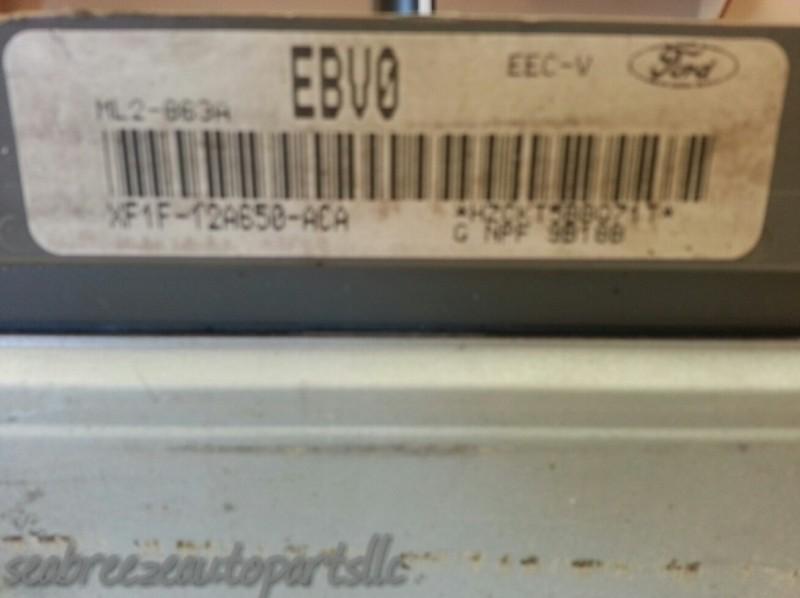 EBV0
EEC-V
Ford
ML2-863A
XF1F-12A650-ACA
seabreezeautopartsllc